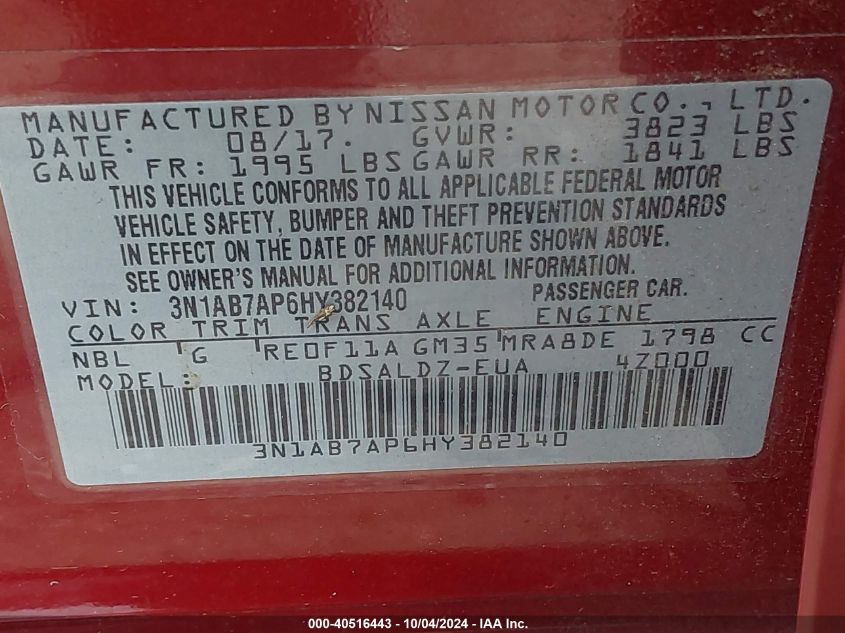 MANUFACTURED BY NISSAN MOTOR CO., LTD.
DATE: 08/17. GVWR: 3823 LBS
GAWR FR: 1995 LBS GAWR RR: 1841 LBS
THIS VEHICLE CONFORMS TO ALL APPLICABLE FEDERAL MOTOR
VEHICLE SAFETY, BUMPER AND THEFT PREVENTION STANDARDS
IN EFFECT ON THE DATE OF MANUFACTURE SHOWN ABOVE.
SEE OWNER'S MANUAL FOR ADDITIONAL INFORMATION.
VIN: 3N1AB7AP6HY382140 PASSENGER CAR.
COLOR TRIM TRANS AXLE ENGINE
NBL G RE0F11A GM35 MRA8DE 1798 CC
MODEL: BDSALDZ-EUA 4Z000
3N1AB7AP6HY382140
000-40516443 - 10/04/2024 - IAA Inc.